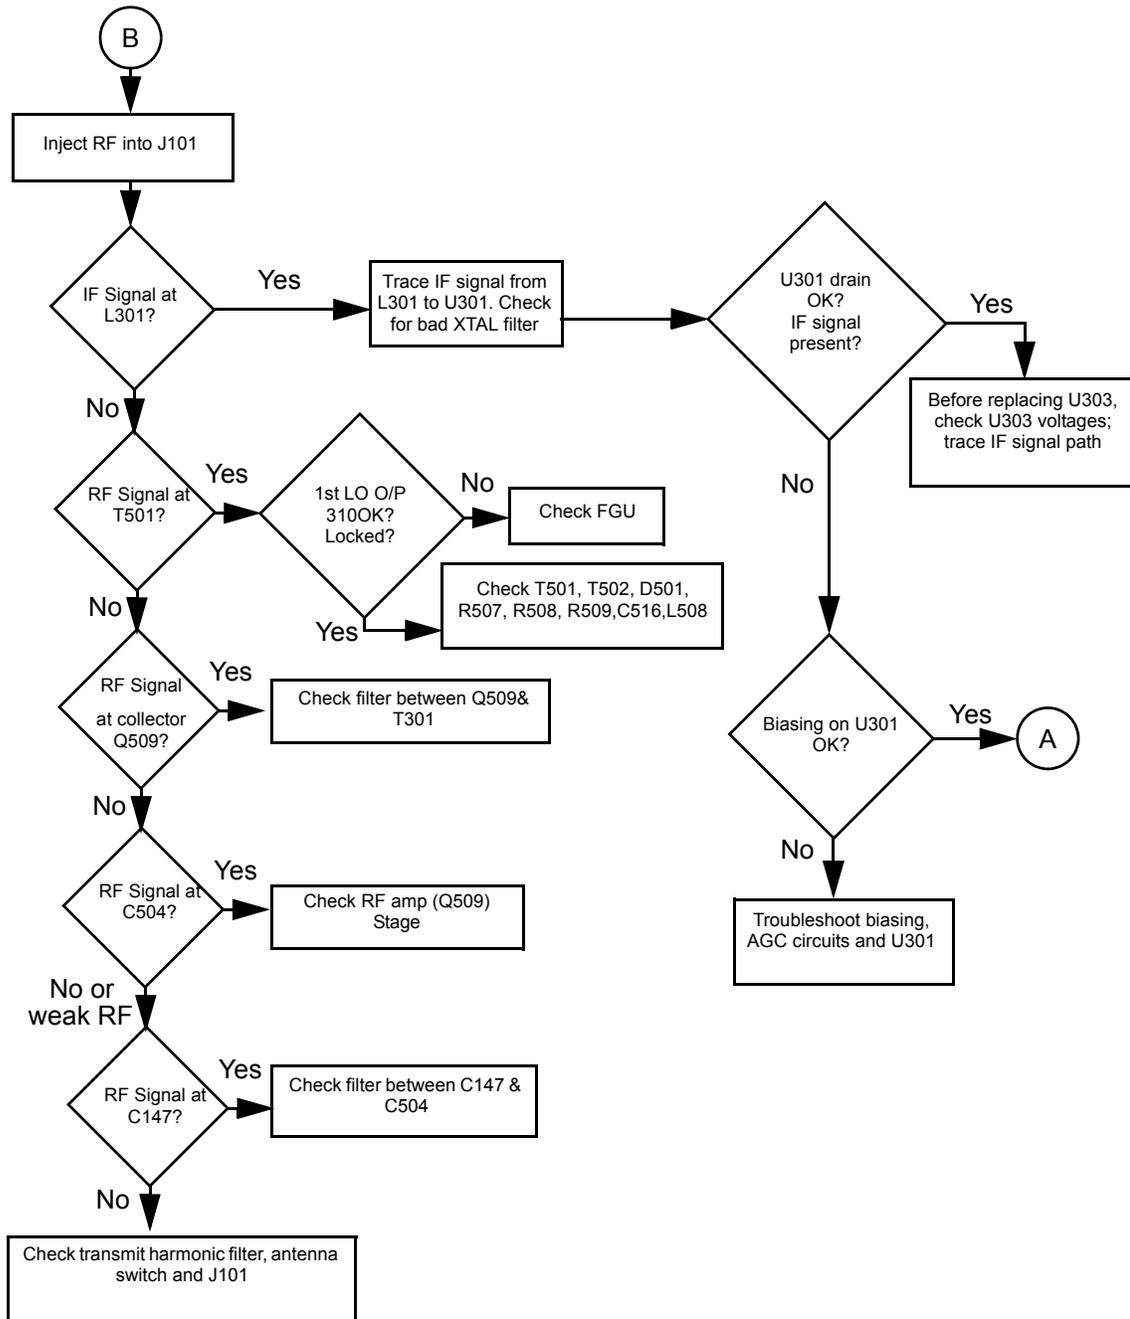 B
Inject RF into J101
IF Signal at
L301?
Yes
Trace IF signal from
L301 to U301. Check
for bad XTAL filter
U301 drain
OK?
IF signal
present?
Yes
Before replacing U303,
check U303 voltages;
trace IF signal path
No
RF Signal at
T501?
Yes
1st LO O/P
310OK?
Locked?
No
Check FGU
Yes
Check T501, T502, D501,
R507, R508, R509,C516,L508
No
No
RF Signal
at collector
Q509?
Yes
Check filter between Q509&
T301
Biasing on U301
OK?
Yes
A
No
Troubleshoot biasing,
AGC circuits and U301
No
RF Signal at
C504?
Yes
Check RF amp (Q509)
Stage
No or
weak RF
RF Signal at
C147?
Yes
Check filter between C147 &
C504
No
Check transmit harmonic filter, antenna
switch and J101